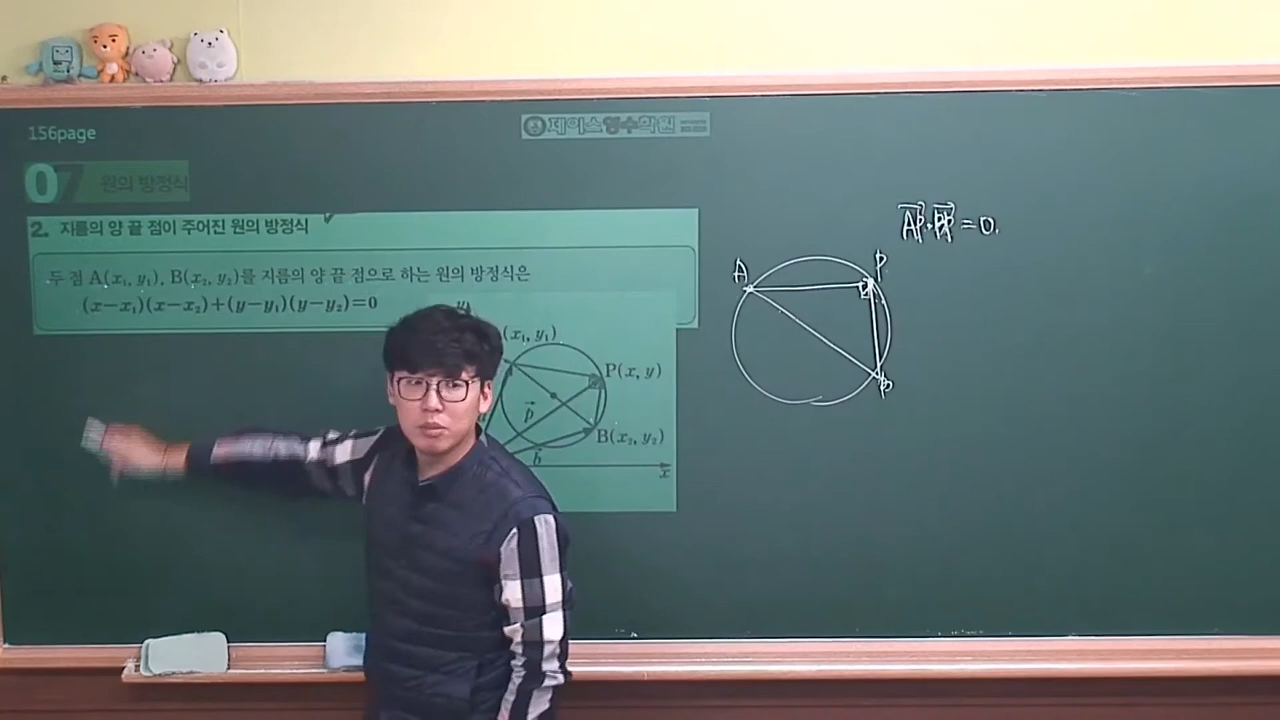 156page
제이스영수학원
07 원의 방정식
2. 지름의 양 끝 점이 주어진 원의 방정식
두 점 A(x₁, y₁), B(x₂, y₂)를 지름의 양 끝 점으로 하는 원의 방정식은
(x−x₁)(x−x₂)+(y−y₁)(y−y₂)=0
y
(x₁, y₁)
P(x, y)
p⃗
B(x₂, y₂)
b⃗
x
=0.
A
P
B